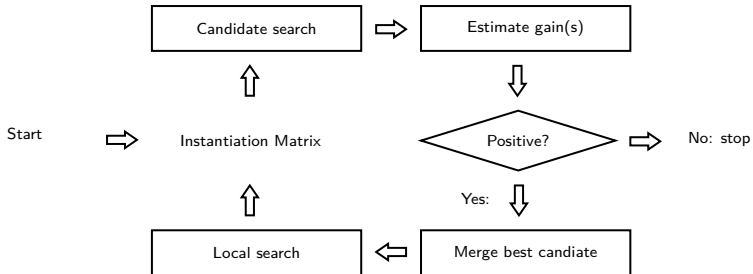 Candidate search
Estimate gain(s)
Start
Instantiation Matrix
Positive?
No: stop
Yes:
Local search
Merge best candiate